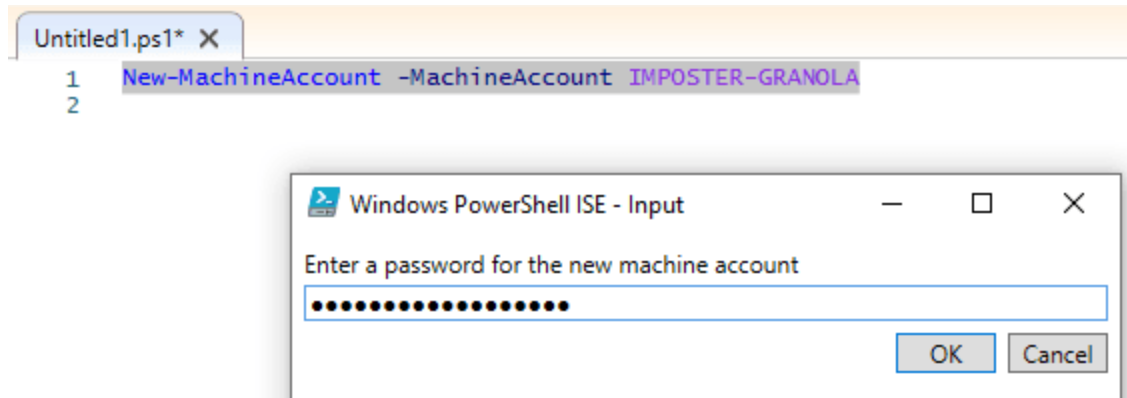 Untitled1.ps1* X
1 New-MachineAccount -MachineAccount IMPOSTER-GRANOLA
2
Windows PowerShell ISE - Input
Enter a password for the new machine account
●●●●●●●●●●●●●●●●●●
OK Cancel